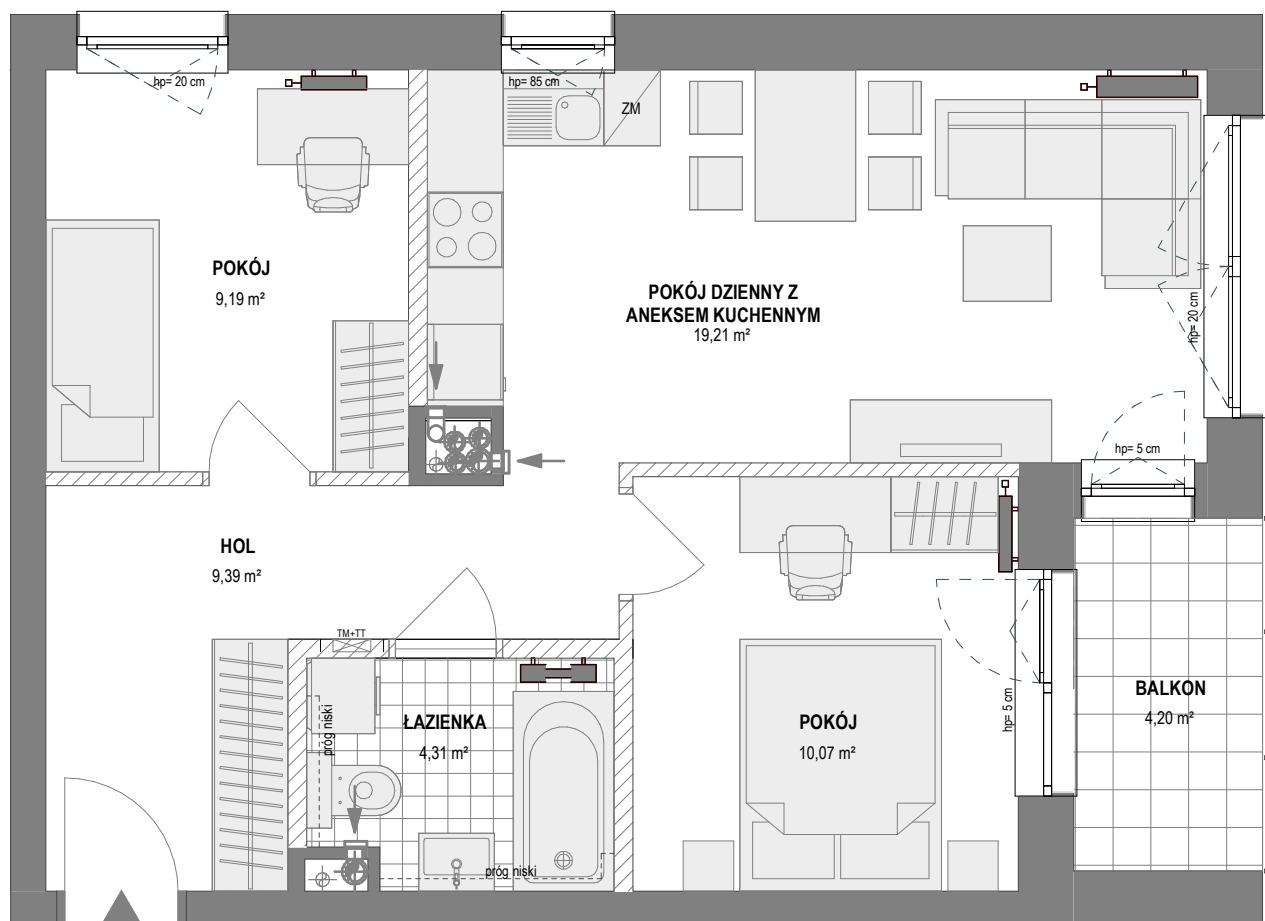 hp= 20 cm
hp= 85 cm
ZM
POKÓJ
9,19 m²
POKÓJ DZIENNY Z
ANEKSEM KUCHENNYM
19,21 m²
hp= 20 cm
hp= 5 cm
HOL
9,39 m²
TM+TT
próg niski
ŁAZIENKA
4,31 m²
próg niski
POKÓJ
10,07 m²
hp= 5 cm
BALKON
4,20 m²